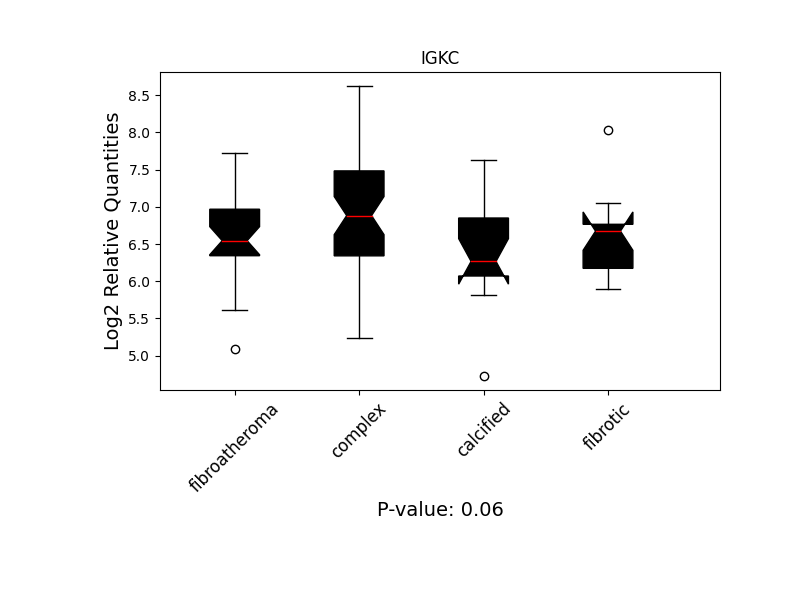 IGKC
Log2 Relative Quantities
8.5
8.0
7.5
7.0
6.5
6.0
5.5
5.0
fibroatheroma
complex
calcified
fibrotic
P-value: 0.06